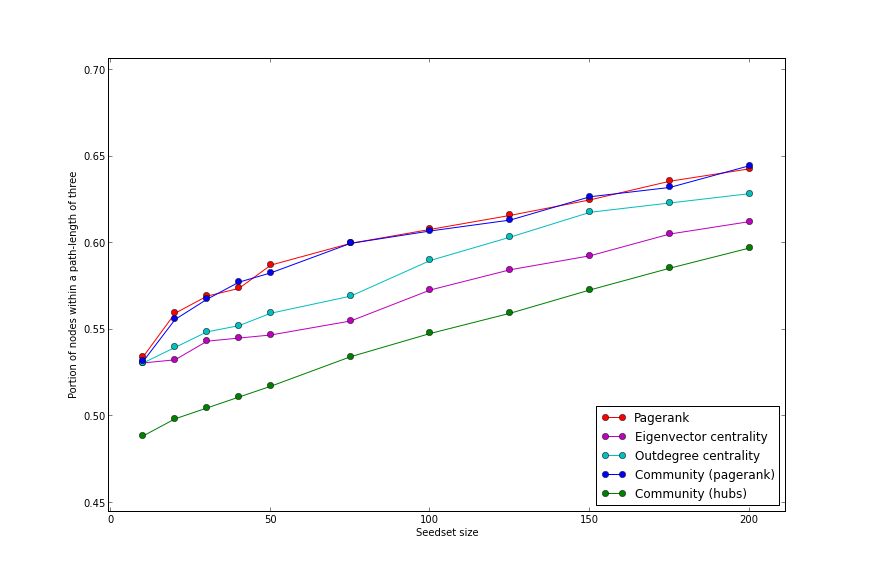 0.70
0.65
0.60
0.55
0.50
0.45
Portion of nodes within a path-length of three
0
50
100
150
200
Seedset size
Pagerank
Eigenvector centrality
Outdegree centrality
Community (pagerank)
Community (hubs)